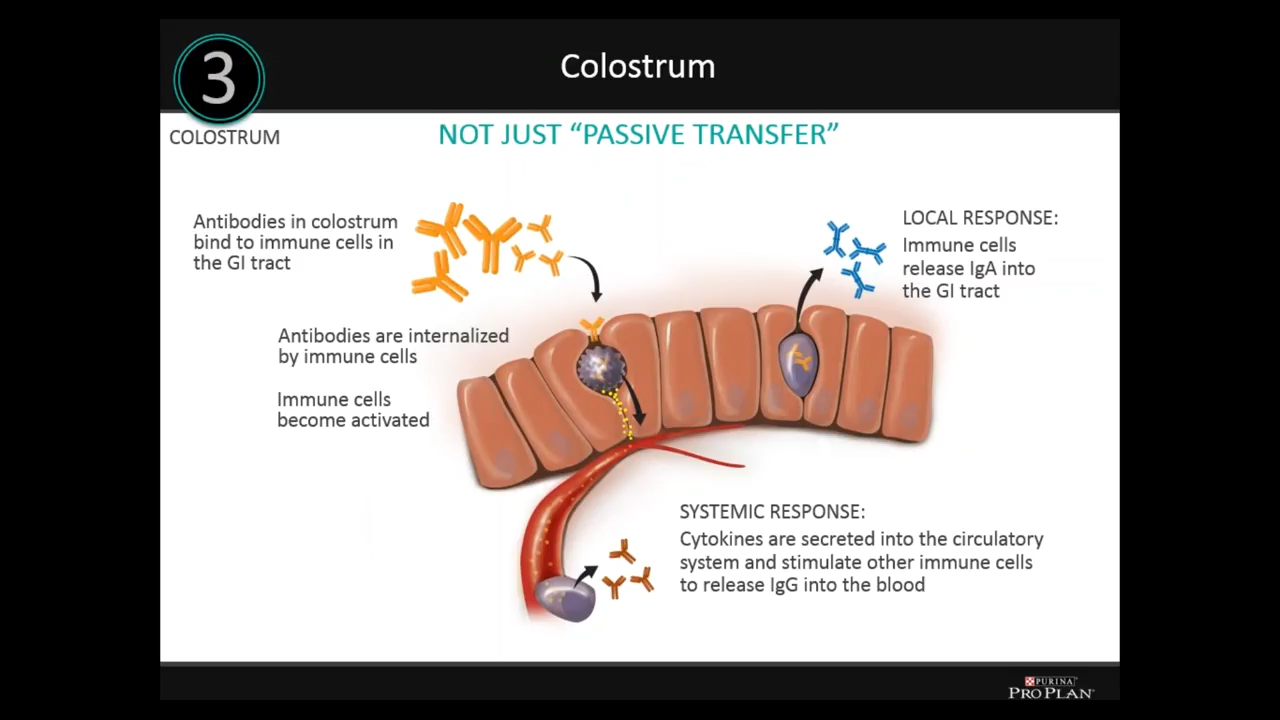 3
Colostrum
COLOSTRUM
NOT JUST “PASSIVE TRANSFER”
Antibodies in colostrum
bind to immune cells in
the GI tract
Antibodies are internalized
by immune cells
Immune cells
become activated
LOCAL RESPONSE:
Immune cells
release IgA into
the GI tract
SYSTEMIC RESPONSE:
Cytokines are secreted into the circulatory
system and stimulate other immune cells
to release IgG into the blood
PURINA
PRO PLAN